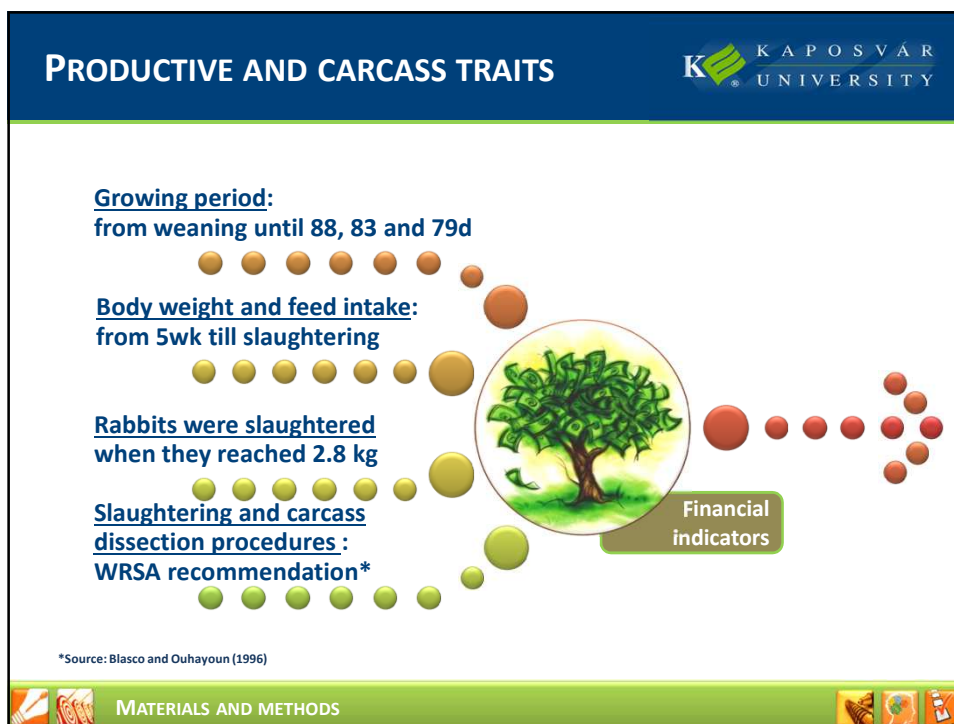 PRODUCTIVE AND CARCASS TRAITS
K ® KAPOSVÁR
UNIVERSITY
Growing period:
from weaning until 88, 83 and 79d
Body weight and feed intake:
from 5wk till slaughtering
Rabbits were slaughtered
when they reached 2.8 kg
Slaughtering and carcass
dissection procedures :
WRSA recommendation*
Financial
indicators
*Source: Blasco and Ouhayoun (1996)
MATERIALS AND METHODS